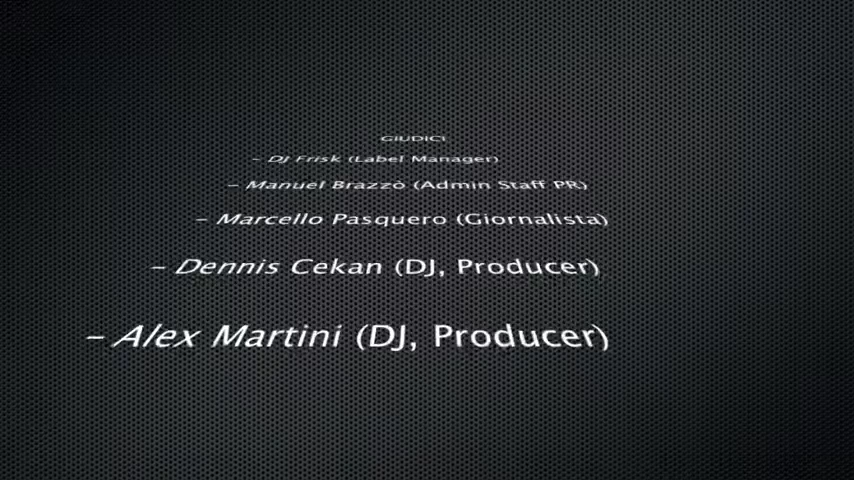 GIUDICI
- DJ Frisk (Label Manager)
- Manuel Brazzò (Admin Staff PR)
- Marcello Pasquero (Giornalista)
- Dennis Cekan (DJ, Producer)
- Alex Martini (DJ, Producer)